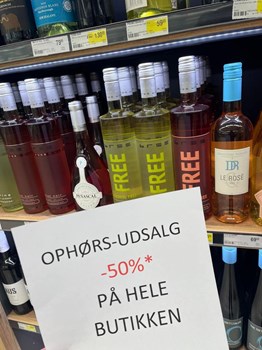 FREE
FREE
FREE
LE ROSÉ
OPHØRS-UDSALG
-50%*
PÅ HELE
BUTIKKEN